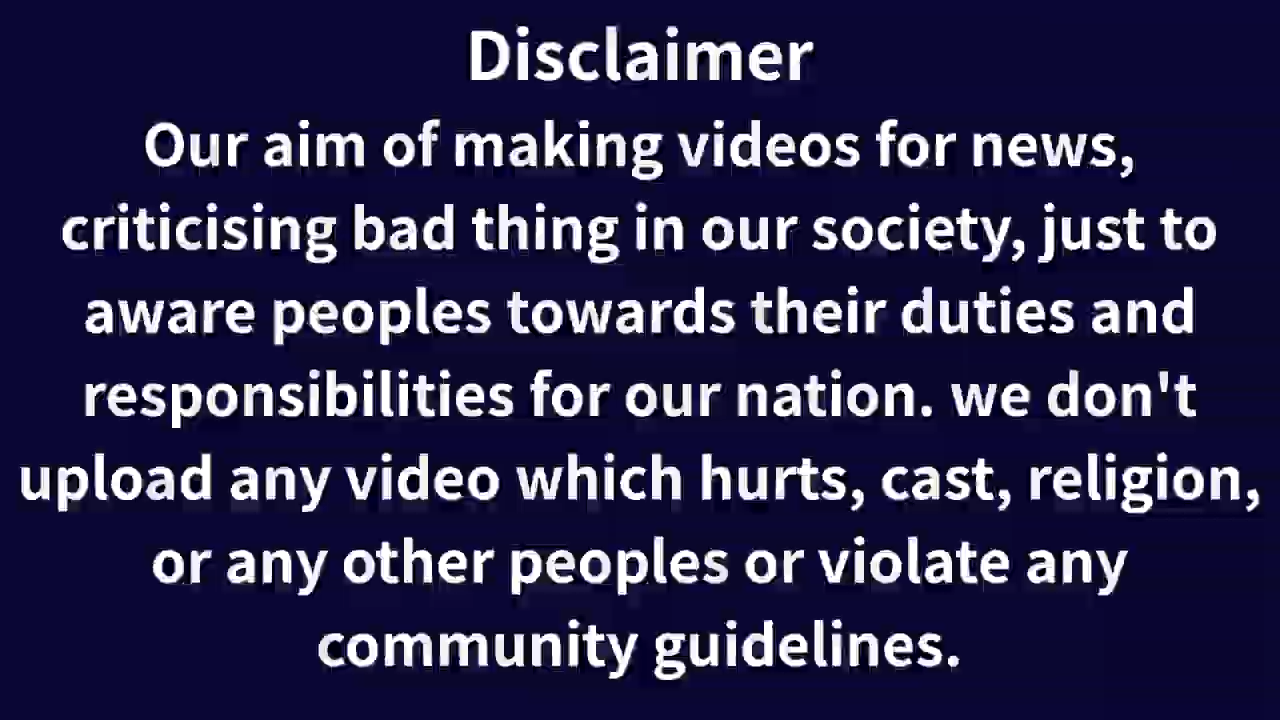 Disclaimer
Our aim of making videos for news,
criticising bad thing in our society, just to
aware peoples towards their duties and
responsibilities for our nation. we don't
upload any video which hurts, cast, religion,
or any other peoples or violate any
community guidelines.